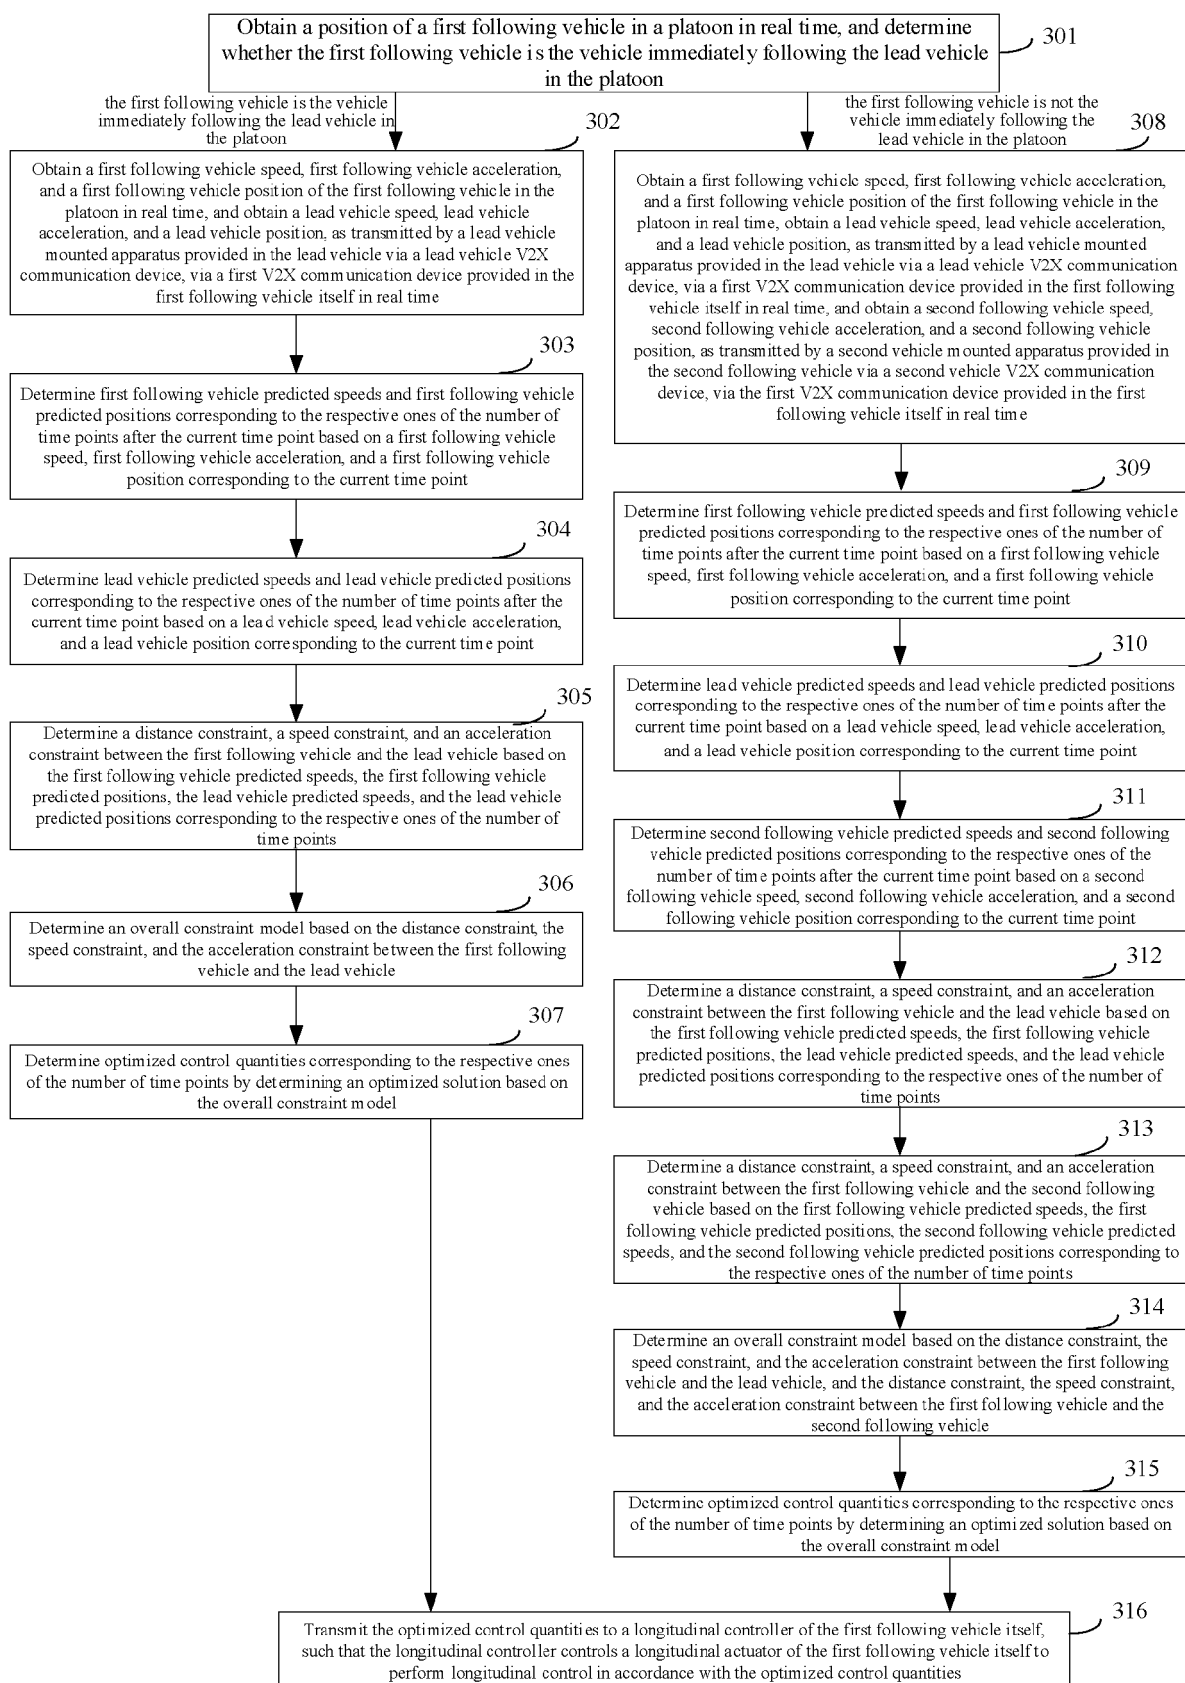 Obtain a position of a first following vehicle in a platoon in real time, and determine
whether the first following vehicle is the vehicle immediately following the lead vehicle
in the platoon
301
the first following vehicle is the vehicle
immediately following the lead vehicle in
the platoon
302
Obtain a first following vehicle speed, first following vehicle acceleration,
and a first following vehicle position of the first following vehicle in the
platoon in real time, and obtain a lead vehicle speed, lead vehicle
acceleration, and a lead vehicle position, as transmitted by a lead vehicle
mounted apparatus provided in the lead vehicle via a lead vehicle V2X
communication device, via a first V2X communication device provided in the
first following vehicle itself in real time
303
Determine first following vehicle predicted speeds and first following vehicle
predicted positions corresponding to the respective ones of the number of
time points after the current time point based on a first following vehicle
speed, first following vehicle acceleration, and a first following vehicle
position corresponding to the current time point
304
Determine lead vehicle predicted speeds and lead vehicle predicted positions
corresponding to the respective ones of the number of time points after the
current time point based on a lead vehicle speed, lead vehicle acceleration,
and a lead vehicle position corresponding to the current time point
305
Determine a distance constraint, a speed constraint, and an acceleration
constraint between the first following vehicle and the lead vehicle based on
the first following vehicle predicted speeds, the first following vehicle
predicted positions, the lead vehicle predicted speeds, and the lead vehicle
predicted positions corresponding to the respective ones of the number of
time points
306
Determine an overall constraint model based on the distance constraint, the
speed constraint, and the acceleration constraint between the first following
vehicle and the lead vehicle
307
Determine optimized control quantities corresponding to the respective ones
of the number of time points by determining an optimized solution based on
the overall constraint model
the first following vehicle is not the
vehicle immediately following the
lead vehicle in the platoon
308
Obtain a first following vehicle speed, first following vehicle acceleration,
and a first following vehicle position of the first following vehicle in the
platoon in real time, obtain a lead vehicle speed, lead vehicle acceleration,
and a lead vehicle position, as transmitted by a lead vehicle mounted
apparatus provided in the lead vehicle via a lead vehicle V2X communication
device, via a first V2X communication device provided in the first following
vehicle itself in real time, and obtain a second following vehicle speed,
second following vehicle acceleration, and a second following vehicle
position, as transmitted by a second vehicle mounted apparatus provided in
the second following vehicle via a second vehicle V2X communication
device, via the first V2X communication device provided in the first
following vehicle itself in real time
309
Determine first following vehicle predicted speeds and first following vehicle
predicted positions corresponding to the respective ones of the number of
time points after the current time point based on a first following vehicle
speed, first following vehicle acceleration, and a first following vehicle
position corresponding to the current time point
310
Determine lead vehicle predicted speeds and lead vehicle predicted positions
corresponding to the respective ones of the number of time points after the
current time point based on a lead vehicle speed, lead vehicle acceleration,
and a lead vehicle position corresponding to the current time point
311
Determine second following vehicle predicted speeds and second following
vehicle predicted positions corresponding to the respective ones of the
number of time points after the current time point based on a second
following vehicle speed, second following vehicle acceleration, and a second
following vehicle position corresponding to the current time point
312
Determine a distance constraint, a speed constraint, and an acceleration
constraint between the first following vehicle and the lead vehicle based on
the first following vehicle predicted speeds, the first following vehicle
predicted positions, the lead vehicle predicted speeds, and the lead vehicle
predicted positions corresponding to the respective ones of the number of
time points
313
Determine a distance constraint, a speed constraint, and an acceleration
constraint between the first following vehicle and the second following
vehicle based on the first following vehicle predicted speeds, the first
following vehicle predicted positions, the second following vehicle predicted
speeds, and the second following vehicle predicted positions corresponding to
the respective ones of the number of time points
314
Determine an overall constraint model based on the distance constraint, the
speed constraint, and the acceleration constraint between the first following
vehicle and the lead vehicle, and the distance constraint, the speed constraint,
and the acceleration constraint between the first following vehicle and the
second following vehicle
315
Determine optimized control quantities corresponding to the respective ones
of the number of time points by determining an optimized solution based on
the overall constraint model
316
Transmit the optimized control quantities to a longitudinal controller of the first following vehicle itself,
such that the longitudinal controller controls a longitudinal actuator of the first following vehicle itself to
perform longitudinal control in accordance with the optimized control quantities